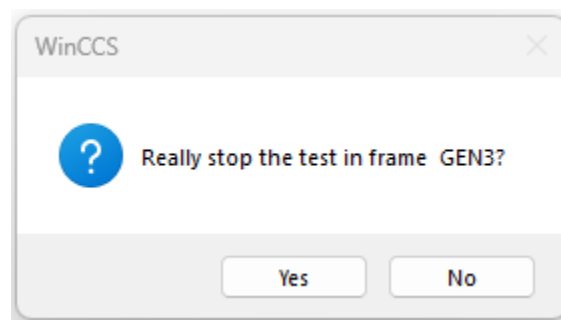 WinCCS
Really stop the test in frame  GEN3?
Yes
No